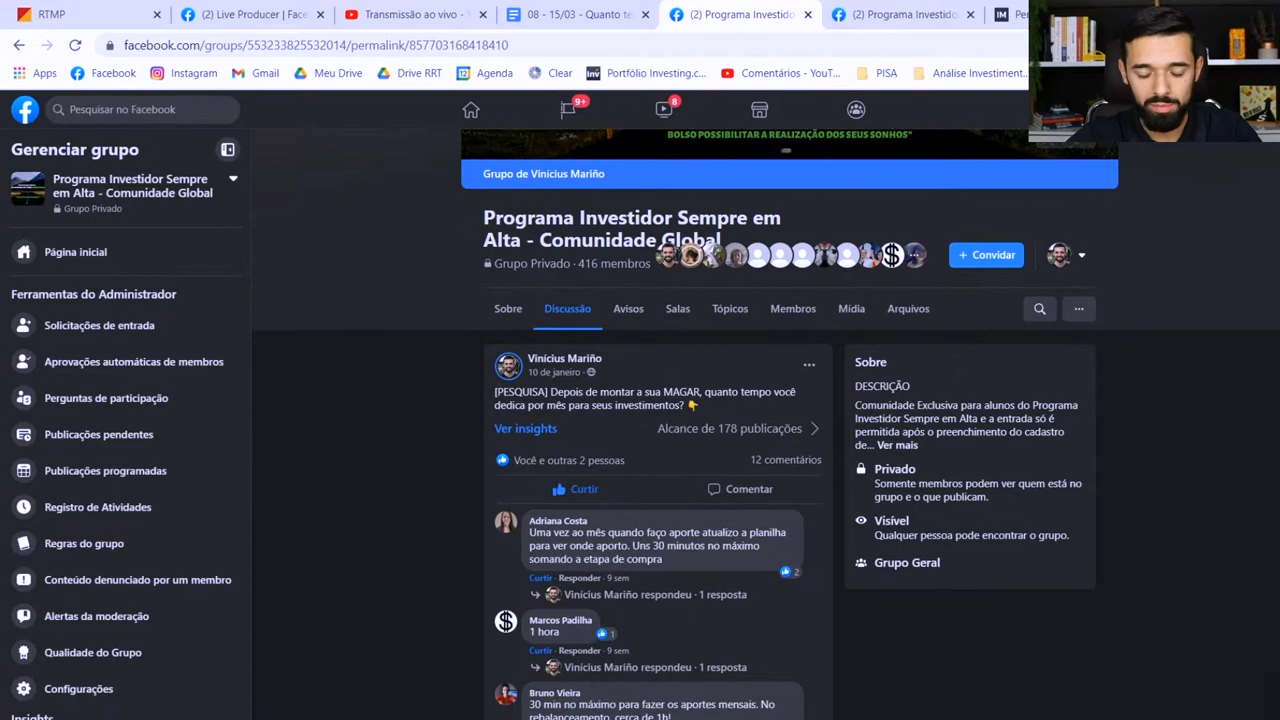 RTMP
(2) Live Producer | Face
Transmissão ao vivo - Y
08 - 15/03 - Quanto te
(2) Programa Investido
(2) Programa Investido
facebook.com/groups/553233825532014/permalink/857703168418410
Apps
Facebook
Instagram
Gmail
Meu Drive
Drive RRT
Agenda
Clear
Portfólio Investing.c...
Comentários - YouT...
PISA
Análise Investiment...
Pesquisar no Facebook
9+
8
BOLSO POSSIBILITAR A REALIZAÇÃO DOS SEUS SONHOS"
Gerenciar grupo
Programa Investidor Sempre
em Alta - Comunidade Global
Grupo Privado
Página inicial
Ferramentas do Administrador
Solicitações de entrada
Aprovações automáticas de membros
Perguntas de participação
Publicações pendentes
Publicações programadas
Registro de Atividades
Regras do grupo
Conteúdo denunciado por um membro
Alertas da moderação
Qualidade do Grupo
Configurações
Insights
Grupo de Vinícius Mariño
Programa Investidor Sempre em
Alta - Comunidade Global
Grupo Privado · 416 membros
+ Convidar
Sobre
Discussão
Avisos
Salas
Tópicos
Membros
Mídia
Arquivos
Vinícius Mariño
10 de janeiro ·
[PESQUISA] Depois de montar a sua MAGAR, quanto tempo você
dedica por mês para seus investimentos? 👇
Ver insights
Alcance de 178 publicações
Você e outras 2 pessoas
12 comentários
Curtir
Comentar
Adriana Costa
Uma vez ao mês quando faço aporte atualizo a planilha
para ver onde aporto. Uns 30 minutos no máximo
somando a etapa de compra
2
Curtir · Responder · 9 sem
Vinícius Mariño respondeu · 1 resposta
Marcos Padilha
1 hora
1
Curtir · Responder · 9 sem
Vinícius Mariño respondeu · 1 resposta
Bruno Vieira
30 min no máximo para fazer os aportes mensais. No
rebalanceamento, cerca de 1h!
Sobre
DESCRIÇÃO
Comunidade Exclusiva para alunos do Programa
Investidor Sempre em Alta e a entrada só é
permitida após o preenchimento do cadastro
de... Ver mais
Privado
Somente membros podem ver quem está no
grupo e o que publicam.
Visível
Qualquer pessoa pode encontrar o grupo.
Grupo Geral